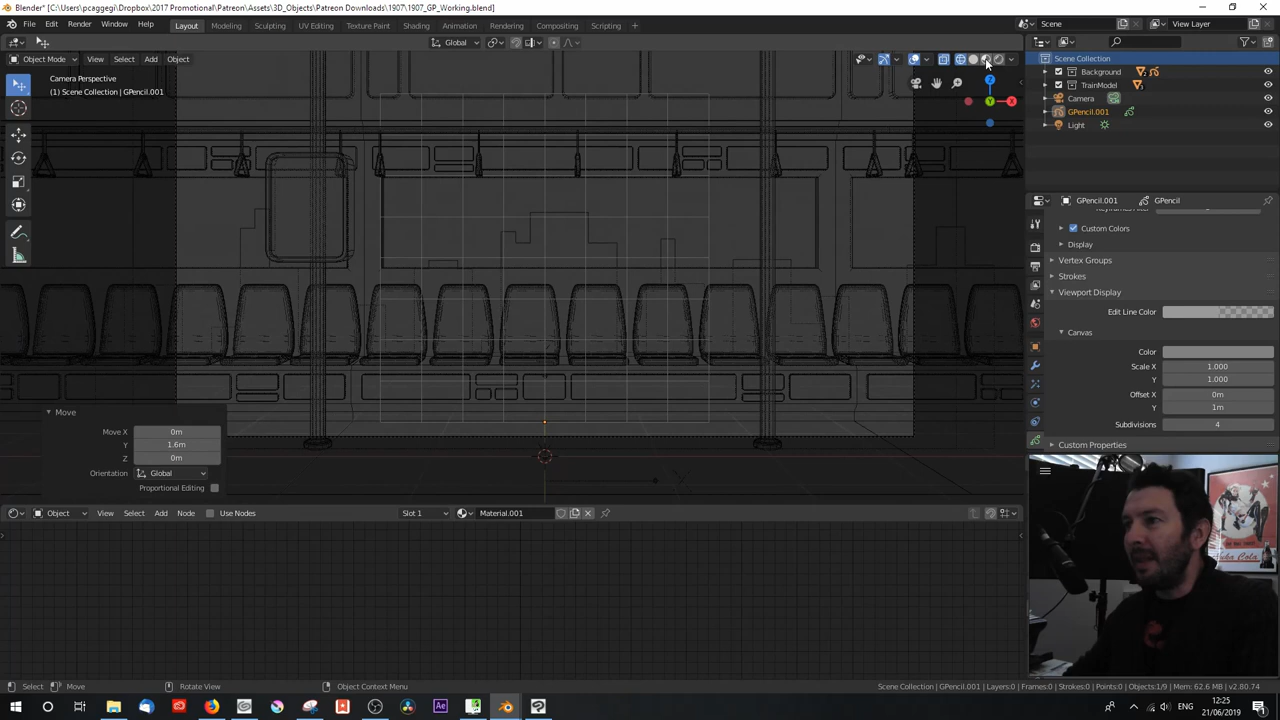 Blender* [C:\Users\pcaggegi\Dropbox\2017 Promotional\Patreon\Assets\3D_Objects\Patreon Downloads\1907\1907_GP_Working.blend]
File Edit Render Window Help Layout Modeling Sculpting UV Editing Texture Paint Shading Animation Rendering Compositing Scripting + Scene View Layer
Global
Object Mode View Select Add Object
Camera Perspective
(1) Scene Collection | GPencil.001
Z
Y
X
Scene Collection
Background
TrainModel
Camera
GPencil.001
Light
GPencil.001 GPencil
Custom Colors
Display
Vertex Groups
Strokes
Viewport Display
Edit Line Color
Canvas
Color
Scale X 1.000
Y 1.000
Offset X 0m
Y 1m
Subdivisions 4
Custom Properties
Move
Move X 0m
Y 1.6m
Z 0m
Orientation Global
Proportional Editing
Object View Select Add Node Use Nodes Slot 1 Material.001
Select Move Rotate View Object Context Menu
Scene Collection | GPencil.001 | Layers:0 | Frames:0 | Strokes:0 | Points:0 | Objects:1/9 | Mem: 62.6 MB | v2.80.74
12:25
21/06/2019